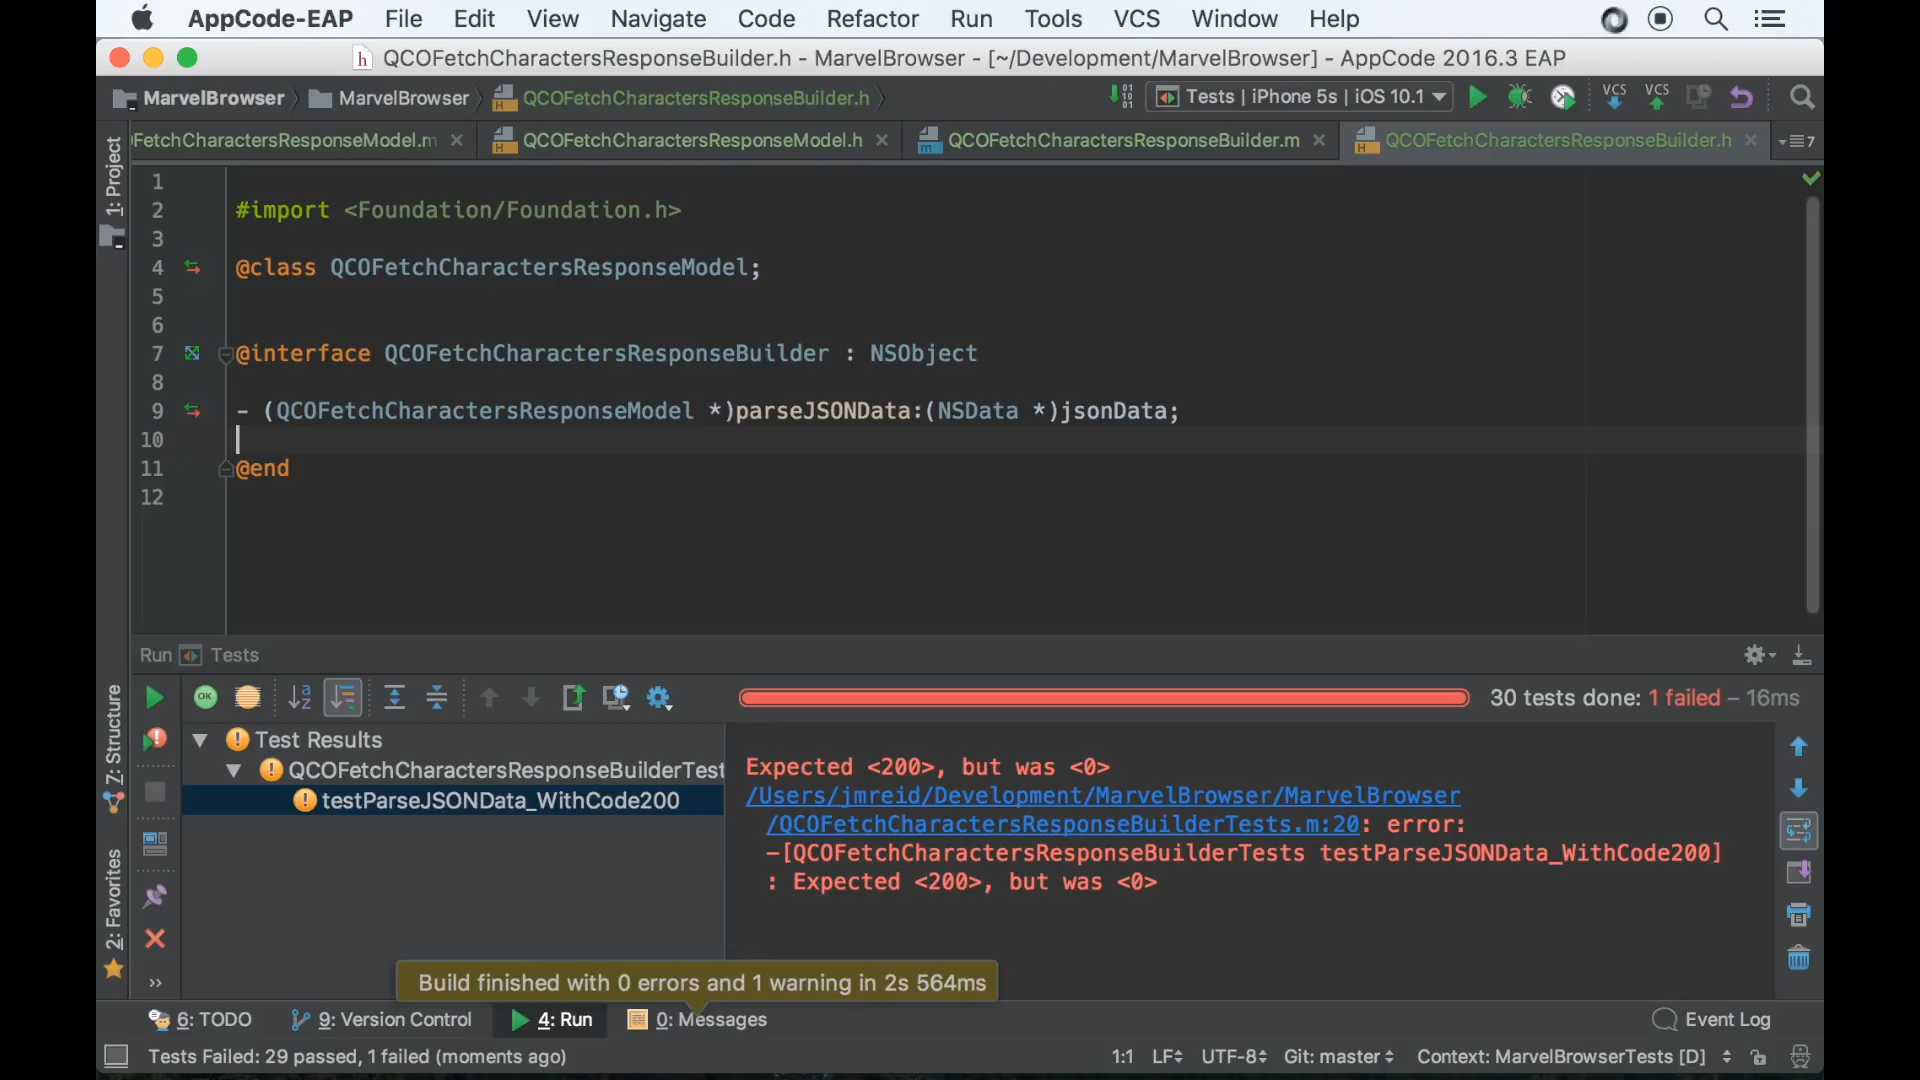 AppCode-EAP File Edit View Navigate Code Refactor Run Tools VCS Window Help
QCOFetchCharactersResponseBuilder.h - MarvelBrowser - [~/Development/MarvelBrowser] - AppCode 2016.3 EAP
MarvelBrowser MarvelBrowser QCOFetchCharactersResponseBuilder.h Tests | iPhone 5s | iOS 10.1 VCS VCS
FetchCharactersResponseModel.m QCOFetchCharactersResponseModel.h QCOFetchCharactersResponseBuilder.m QCOFetchCharactersResponseBuilder.h 7
1: Project
7: Structure
2: Favorites
1
2 #import <Foundation/Foundation.h>
3
4 @class QCOFetchCharactersResponseModel;
5
6
7 @interface QCOFetchCharactersResponseBuilder : NSObject
8
9 - (QCOFetchCharactersResponseModel *)parseJSONData:(NSData *)jsonData;
10
11 @end
12
Run Tests
OK 30 tests done: 1 failed – 16ms
Test Results
QCOFetchCharactersResponseBuilderTest
testParseJSONData_WithCode200
Expected <200>, but was <0>
/Users/jmreid/Development/MarvelBrowser/MarvelBrowser
/QCOFetchCharactersResponseBuilderTests.m:20: error:
-[QCOFetchCharactersResponseBuilderTests testParseJSONData_WithCode200]
: Expected <200>, but was <0>
Build finished with 0 errors and 1 warning in 2s 564ms
6: TODO 9: Version Control 4: Run 0: Messages Event Log
Tests Failed: 29 passed, 1 failed (moments ago) 1:1 LF UTF-8 Git: master Context: MarvelBrowserTests [D]